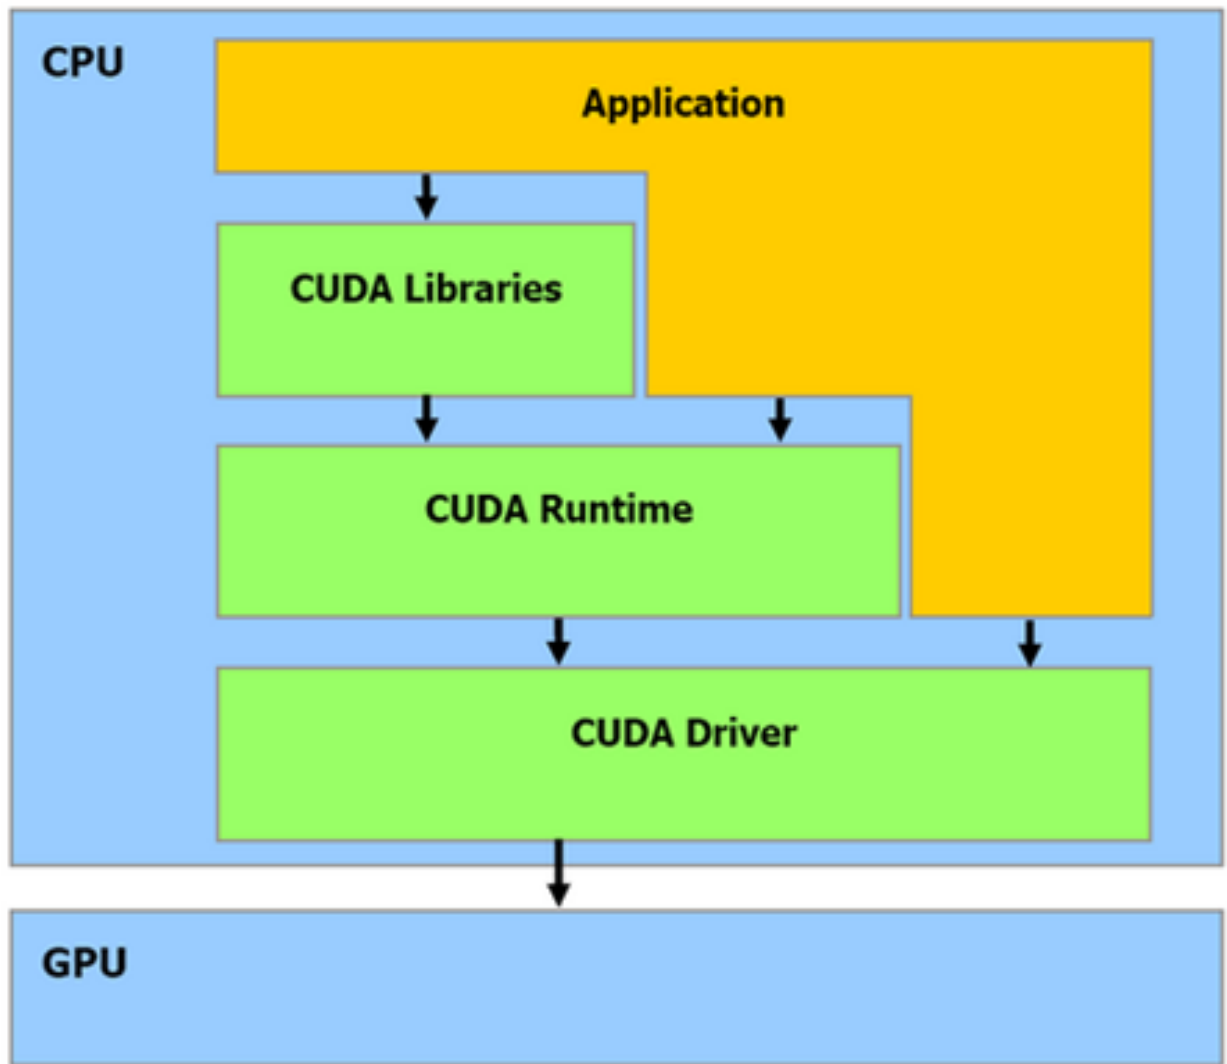 CPU
Application
CUDA Libraries
CUDA Runtime
CUDA Driver
GPU